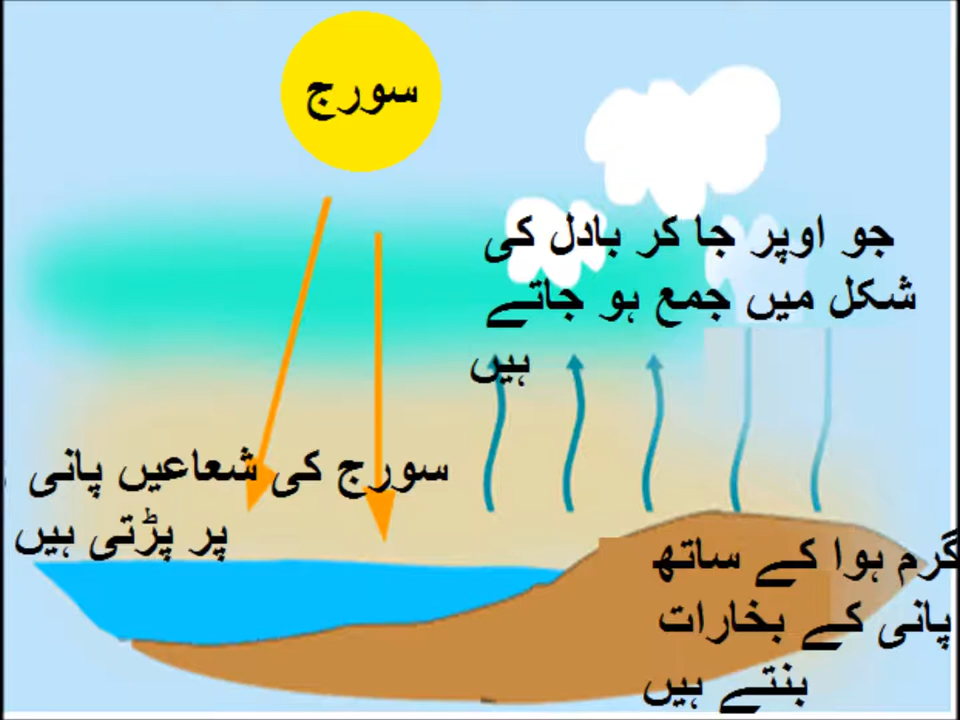 سورج
سورج کی شعاعیں پانی
پر پڑتی ہیں
گرم ہوا کے ساتھ
پانی کے بخارات
بنتے ہیں
جو اوپر جا کر بادل کی
شکل میں جمع ہو جاتے
ہیں